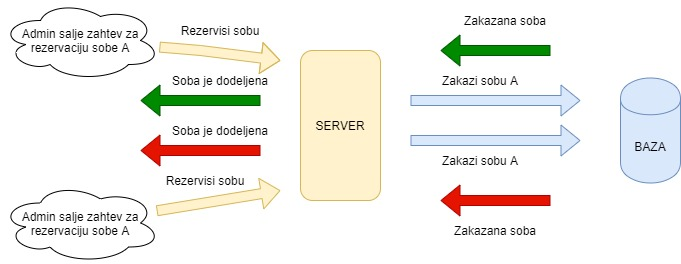 Admin salje zahtev za
rezervaciju sobe A
Rezervisi sobu
Soba je dodeljena
Soba je dodeljena
Rezervisi sobu
Admin salje zahtev za
rezervaciju sobe A
SERVER
Zakazana soba
Zakazi sobu A
Zakazi sobu A
Zakazana soba
BAZA